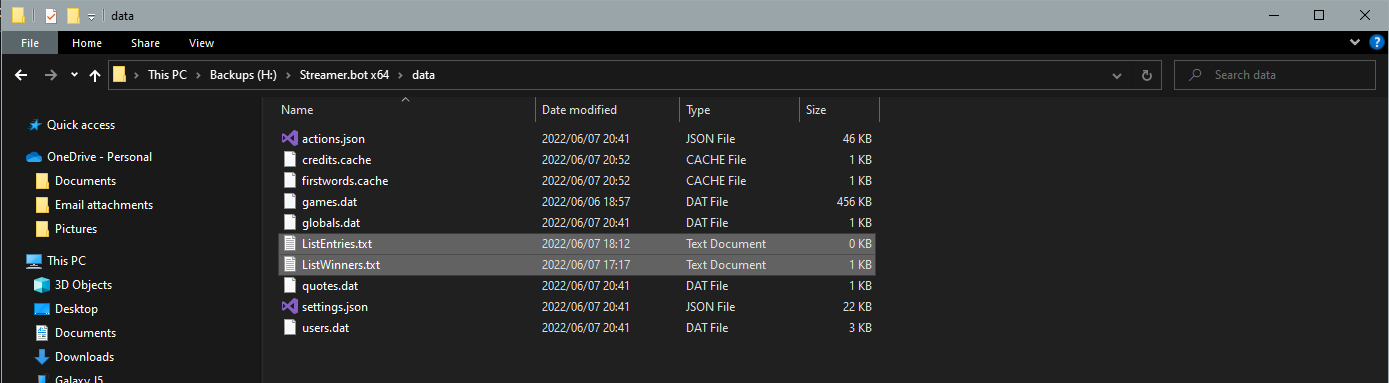 data
File Home Share View
This PC Backups (H:) Streamer.bot x64 data Search data
Name Date modified Type Size
Quick access
OneDrive - Personal
Documents
Email attachments
Pictures
This PC
3D Objects
Desktop
Documents
Downloads
Galaxy J5
actions.json 2022/06/07 20:41 JSON File 46 KB
credits.cache 2022/06/07 20:52 CACHE File 1 KB
firstwords.cache 2022/06/07 20:52 CACHE File 1 KB
games.dat 2022/06/06 18:57 DAT File 456 KB
globals.dat 2022/06/07 20:41 DAT File 1 KB
ListEntries.txt 2022/06/07 18:12 Text Document 0 KB
ListWinners.txt 2022/06/07 17:17 Text Document 1 KB
quotes.dat 2022/06/07 20:41 DAT File 1 KB
settings.json 2022/06/07 20:41 JSON File 22 KB
users.dat 2022/06/07 20:41 DAT File 3 KB